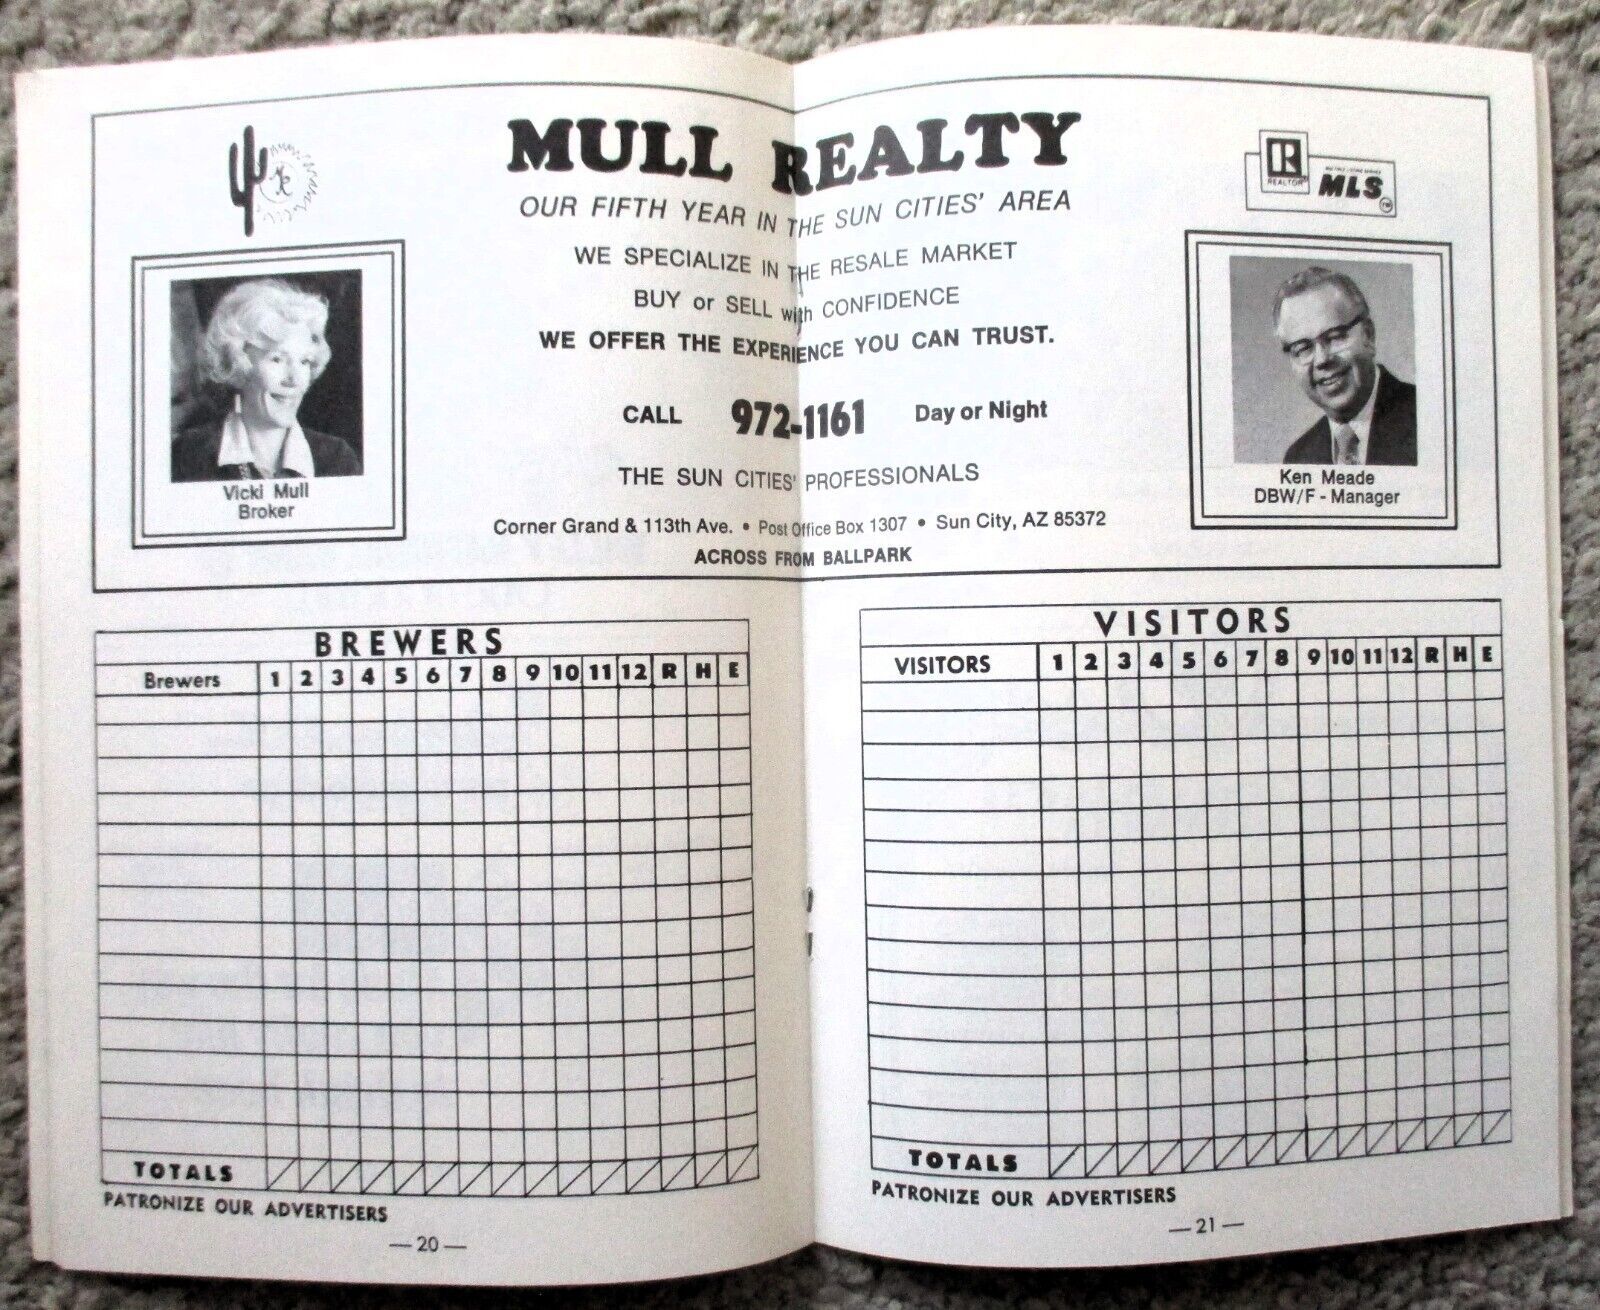 MULL REALTY
OUR FIFTH YEAR IN THE SUN CITIES' AREA
WE SPECIALIZE IN THE RESALE MARKET
BUY or SELL with CONFIDENCE
WE OFFER THE EXPERIENCE YOU CAN TRUST.
CALL 972-1161 Day or Night
THE SUN CITIES' PROFESSIONALS
Corner Grand & 113th Ave. • Post Office Box 1307 • Sun City, AZ 85372
ACROSS FROM BALLPARK
Vicki Mull
Broker
R
REALTOR®
MLS
TM
Ken Meade
DBW/F - Manager
BREWERS
Brewers 1 2 3 4 5 6 7 8 9 10 11 12 R H E
TOTALS
PATRONIZE OUR ADVERTISERS
— 20 —
VISITORS
VISITORS 1 2 3 4 5 6 7 8 9 10 11 12 R H E
TOTALS
PATRONIZE OUR ADVERTISERS
— 21 —